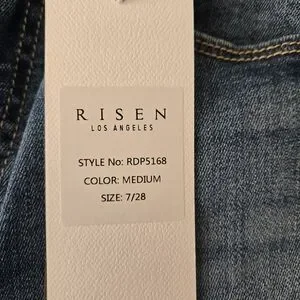 RISEN
LOS ANGELES
STYLE No: RDP5168
COLOR: MEDIUM
SIZE: 7/28